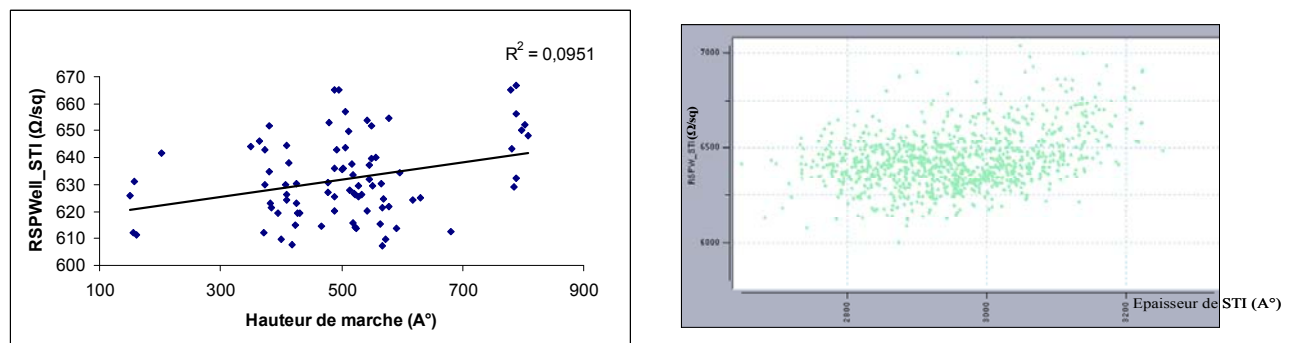 R² = 0,0951
RSPWell_STI (Ω/sq)
670
660
650
640
630
620
610
600
100 300 500 700 900
Hauteur de marche (A°)
RSPW_STI (Ω/sq)
7000
6500
6000
2800 3000 3200
Epaisseur de STI (A°)